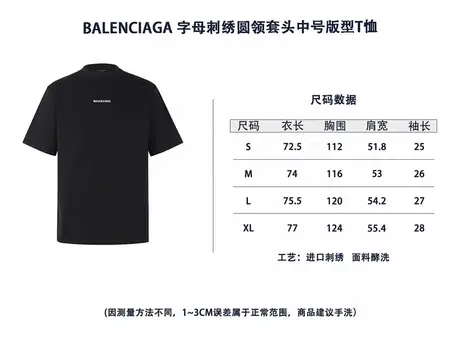 BALENCIAGA 字母刺绣圆领套头中号版型T恤
BALENCIAGA
尺码数据
尺码 衣长 胸围 肩宽 袖长
S 72.5 112 51.8 25
M 74 116 53 26
L 75.5 120 54.2 27
XL 77 124 55.4 28
工艺：进口刺绣 面料酵洗
(因测量方法不同，1~3CM误差属于正常范围，商品建议手洗)